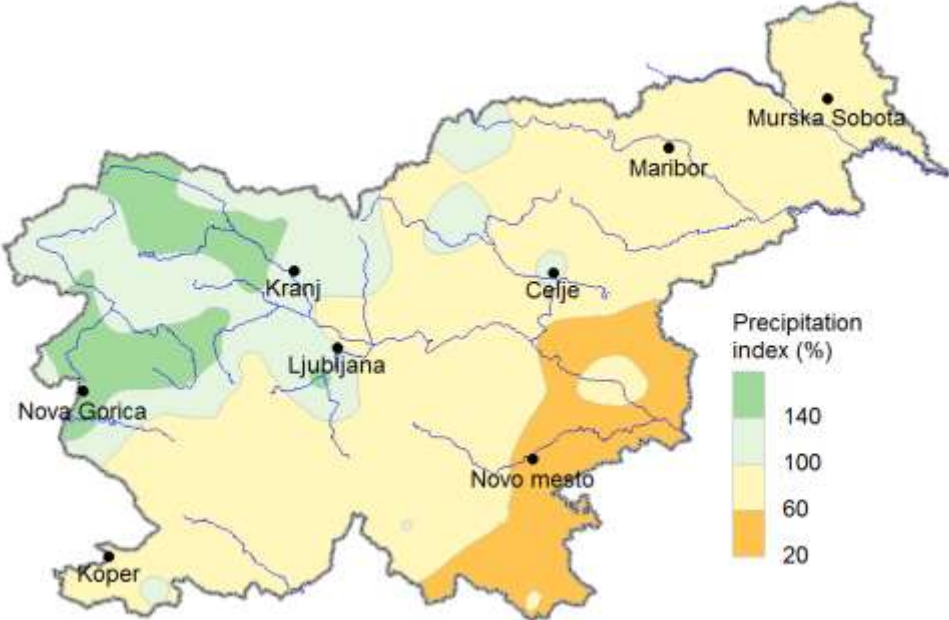 Murska Sobota
Maribor
Kranj
Celje
Precipitation
index (%)
Ljubljana
Nova Gorica
140
100
60
20
Novo mesto
Koper